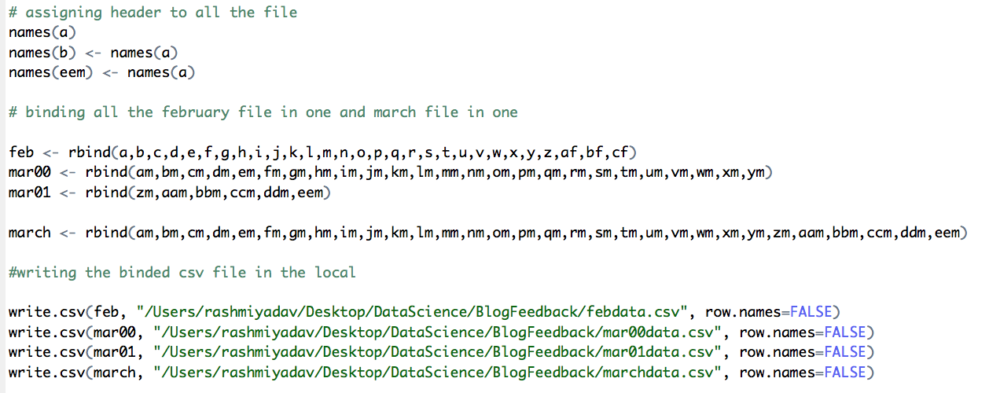 # assigning header to all the file
names(a)
names(b) <- names(a)
names(eem) <- names(a)
# binding all the february file in one and march file in one
feb <- rbind(a,b,c,d,e,f,g,h,i,j,k,l,m,n,o,p,q,r,s,t,u,v,w,x,y,z,af,bf,cf)
mar00 <- rbind(am,bm,cm,dm,em,fm,gm,hm,im,jm,km,lm,mm,nm,om,pm,qm,rm,sm,tm,um,vm,wm,xm,ym)
mar01 <- rbind(zm,aam,bbm,ccm,ddm,eem)
march <- rbind(am,bm,cm,dm,em,fm,gm,hm,im,jm,km,lm,mm,nm,om,pm,qm,rm,sm,tm,um,vm,wm,xm,ym,zm,aam,bbm,ccm,ddm,eem)
#writing the binded csv file in the local
write.csv(feb, "/Users/rashmiyadav/Desktop/DataScience/BlogFeedback/febdata.csv", row.names=FALSE)
write.csv(mar00, "/Users/rashmiyadav/Desktop/DataScience/BlogFeedback/mar00data.csv", row.names=FALSE)
write.csv(mar01, "/Users/rashmiyadav/Desktop/DataScience/BlogFeedback/mar01data.csv", row.names=FALSE)
write.csv(march, "/Users/rashmiyadav/Desktop/DataScience/BlogFeedback/marchdata.csv", row.names=FALSE)